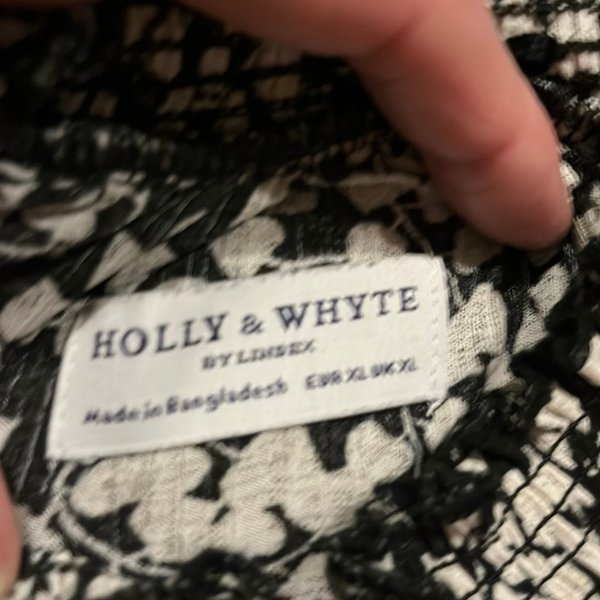 HOLLY & WHYTE
BY LINDEX
Made in Bangladesh EUR XL UK XL